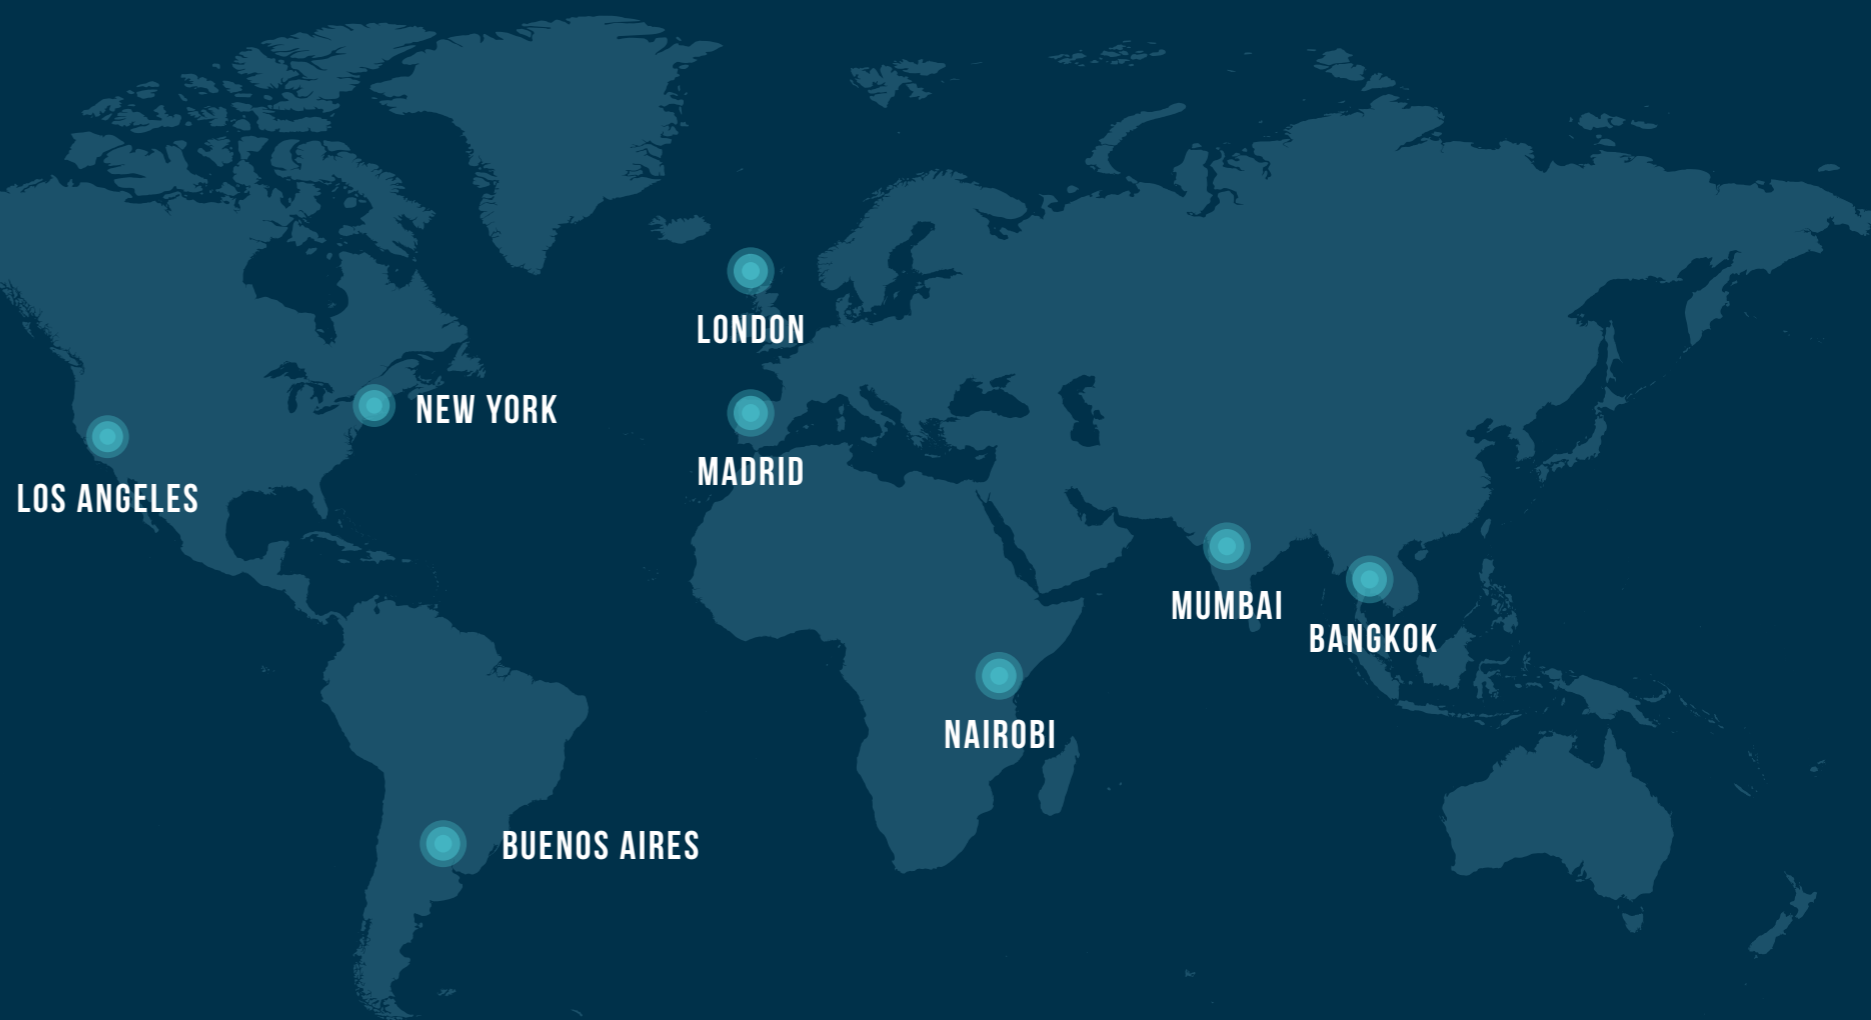 LONDON
NEW YORK
MADRID
LOS ANGELES
MUMBAI
BANGKOK
NAIROBI
BUENOS AIRES